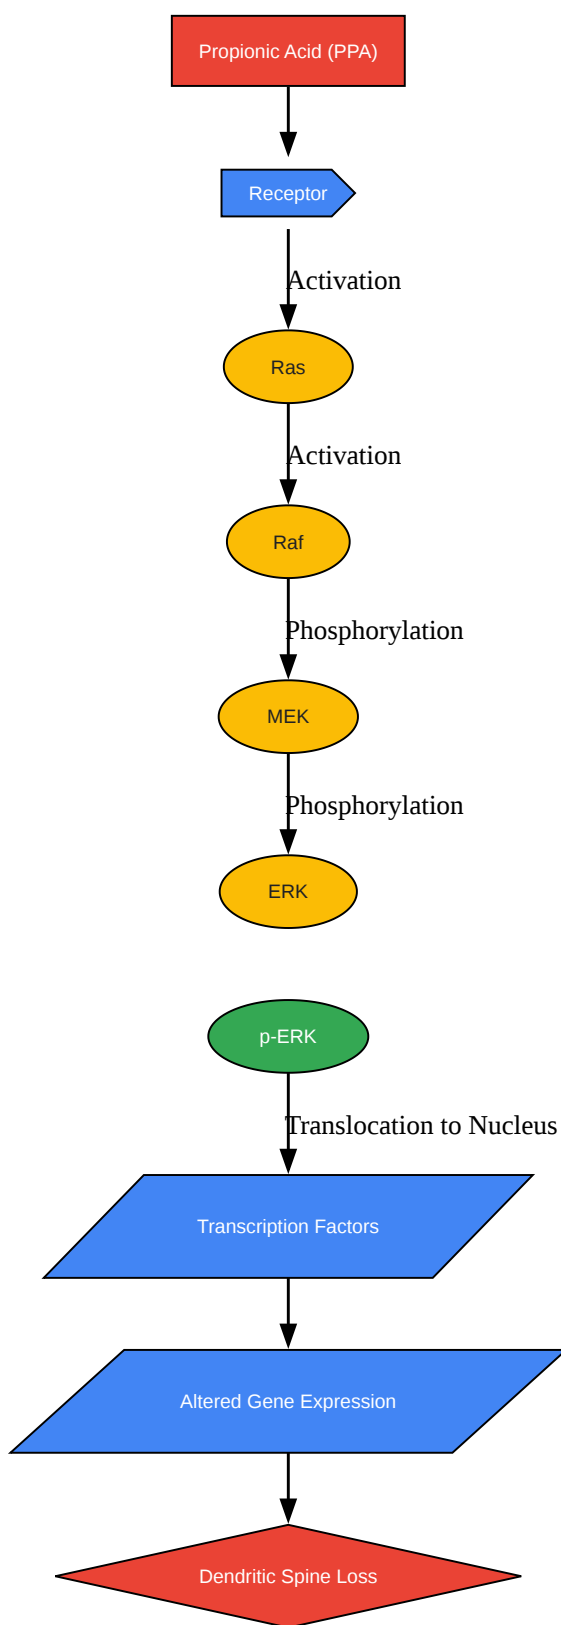 Propionic Acid (PPA)
Receptor
Activation
Ras
Activation
Raf
Phosphorylation
MEK
Phosphorylation
ERK
p-ERK
Translocation to Nucleus
Transcription Factors
Altered Gene Expression
Dendritic Spine Loss